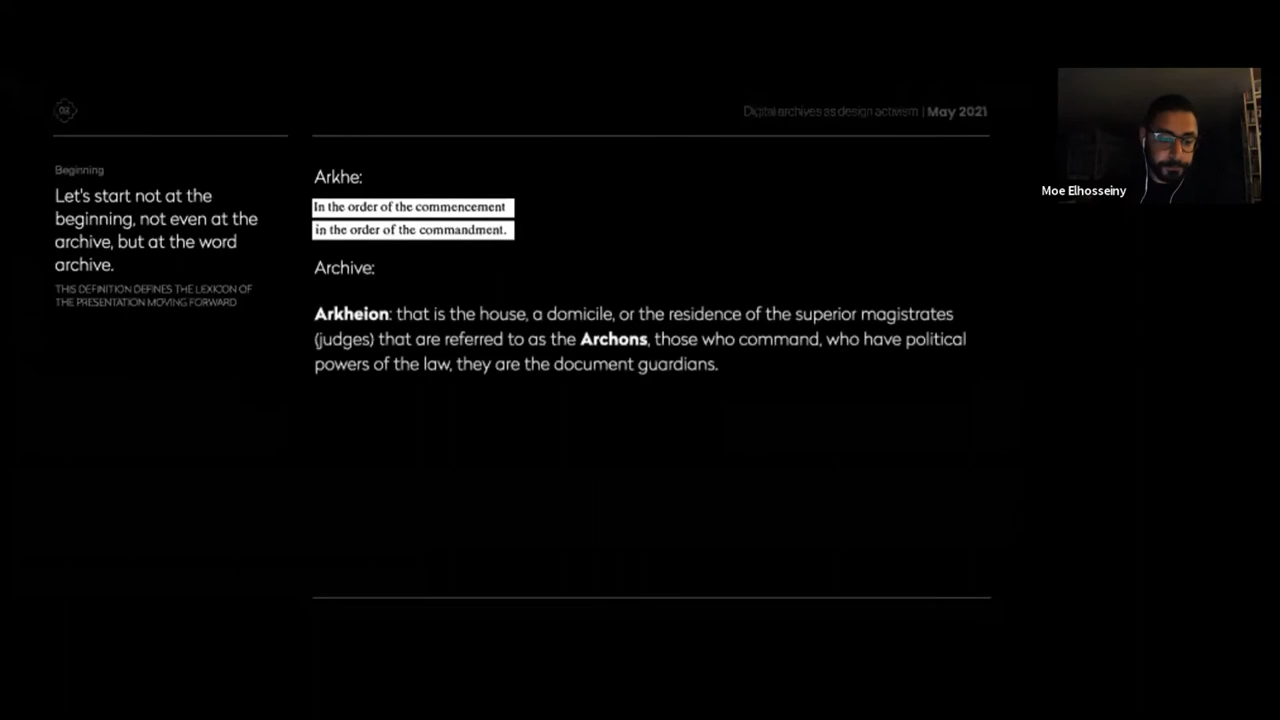 02
Digital archives as design activism | May 2021
Beginning
Let's start not at the
beginning, not even at the
archive, but at the word
archive.
THIS DEFINITION DEFINES THE LEXICON OF
THE PRESENTATION MOVING FORWARD
Arkhe:
In the order of the commencement
in the order of the commandment.
Archive:
Arkheion: that is the house, a domicile, or the residence of the superior magistrates
(judges) that are referred to as the Archons, those who command, who have political
powers of the law, they are the document guardians.
Moe Elhosseiny